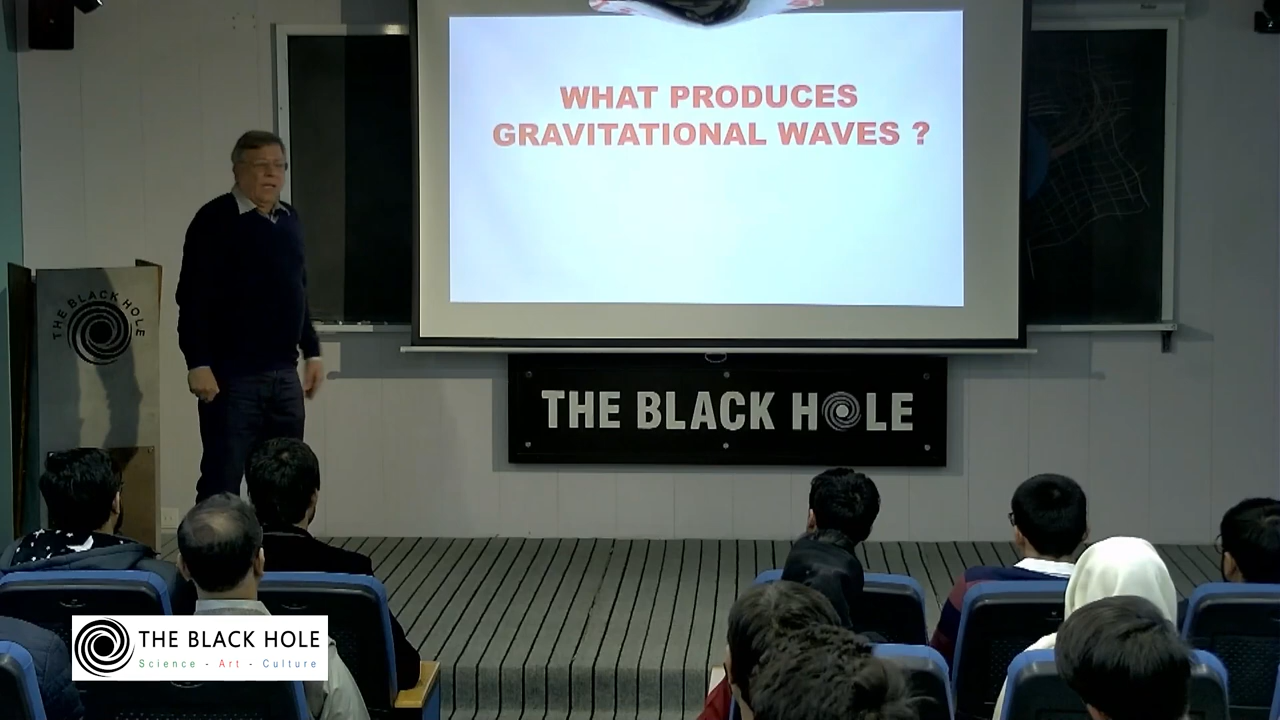 WHAT PRODUCES
GRAVITATIONAL WAVES ?
THE BLACK HOLE
THE BLACK HOLE
THE BLACK HOLE
Science - Art - Culture